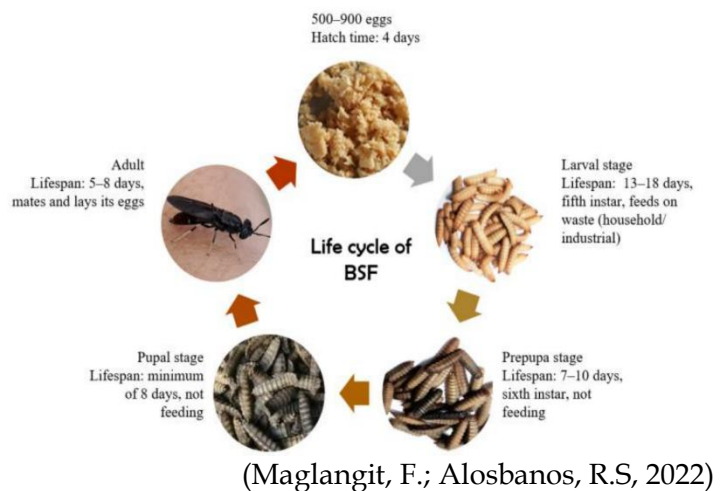 500–900 eggs
Hatch time: 4 days
Larval stage
Lifespan: 13–18 days,
fifth instar, feeds on
waste (household/
industrial)
Prepupa stage
Lifespan: 7–10 days,
sixth instar, not
feeding
Pupal stage
Lifespan: minimum
of 8 days, not
feeding
Adult
Lifespan: 5–8 days,
mates and lays its eggs
Life cycle of
BSF
(Maglangit, F.; Alosbanos, R.S, 2022)